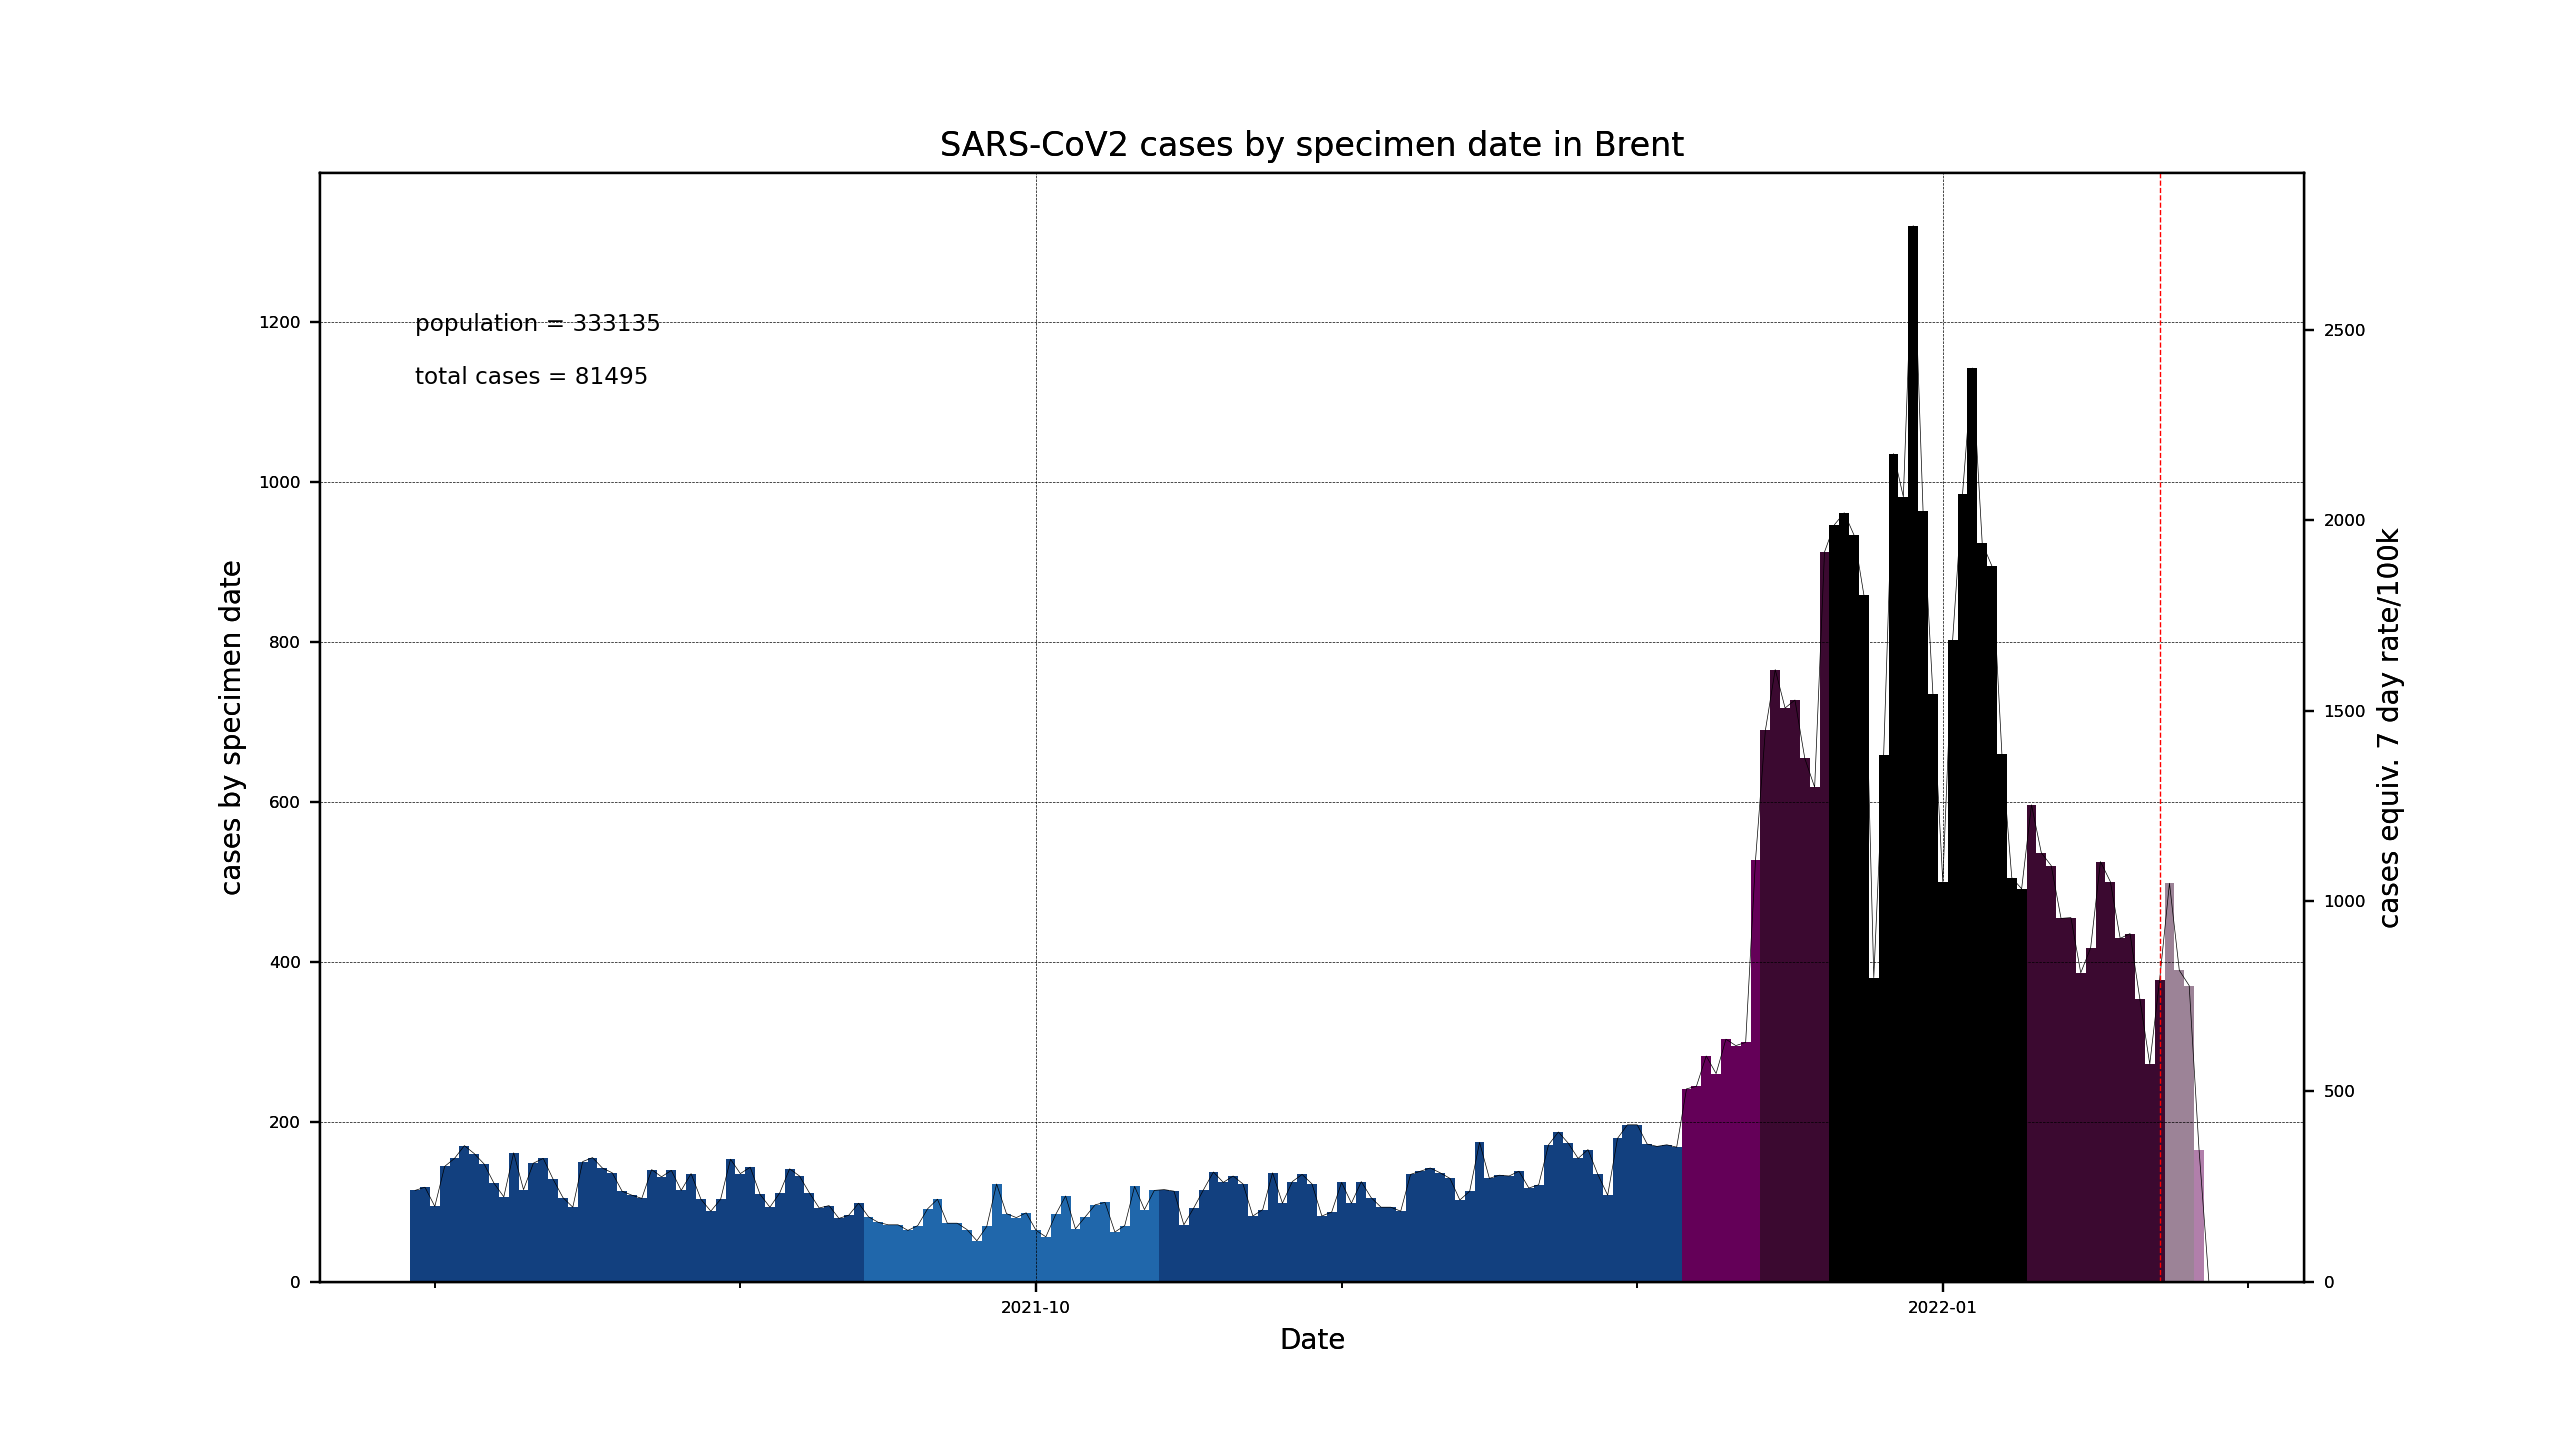 SARS-CoV2 cases by specimen date in Brent
population = 333135
total cases = 81495
cases by specimen date
1200
1000
800
600
400
200
0
2500
2000
1500
1000
500
0
cases equiv. 7 day rate/100k
2021-10
2022-01
Date